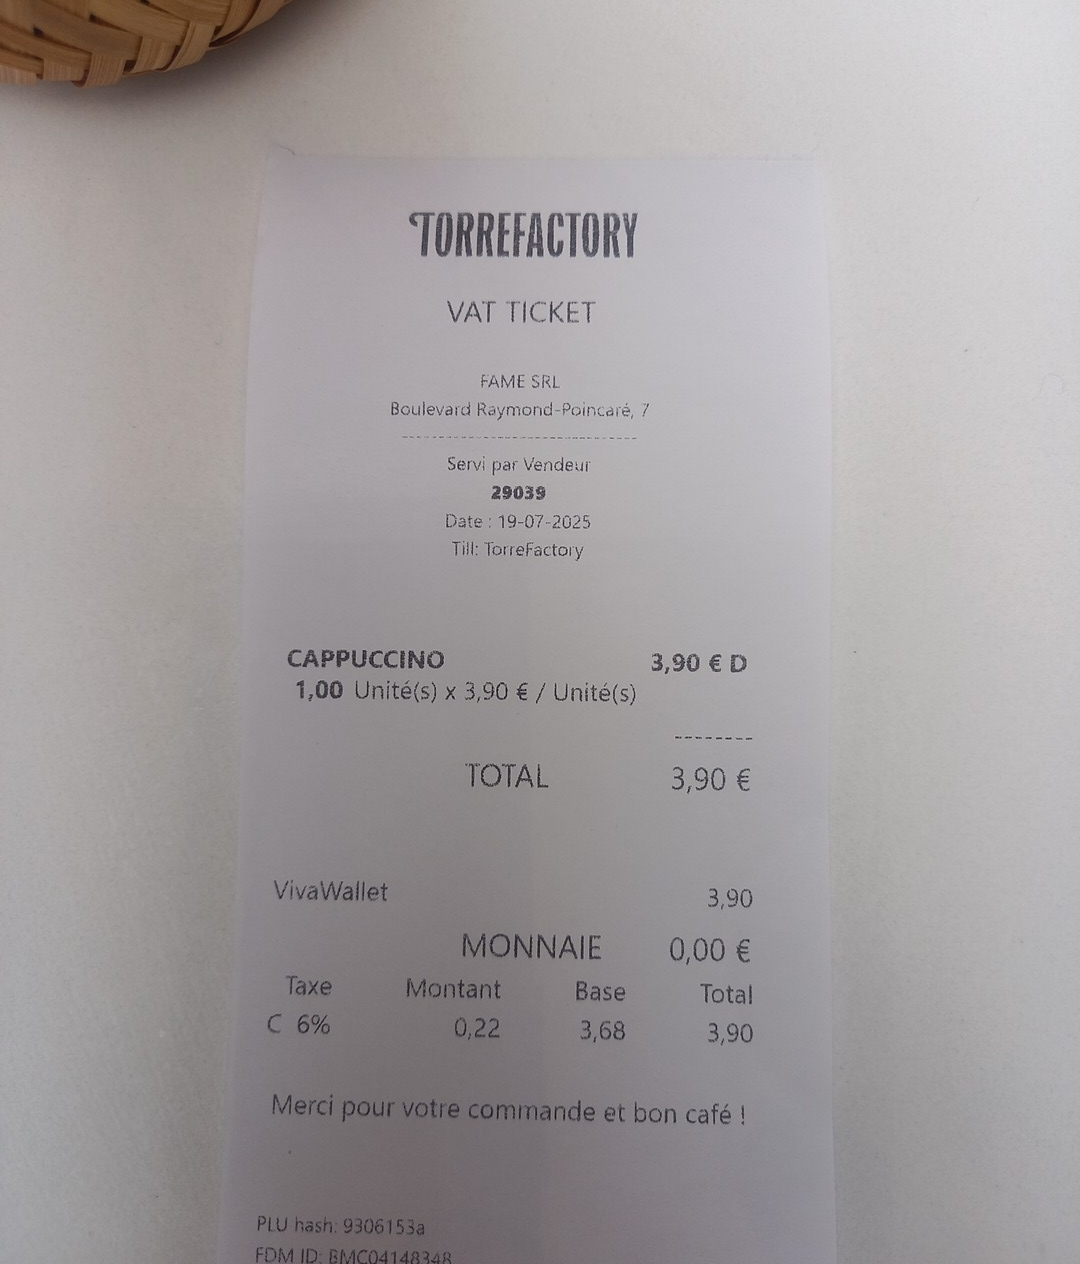 TORREFACTORY
VAT TICKET
FAME SRL
Boulevard Raymond-Poincaré, 7
--------------------------------
Servi par Vendeur
29039
Date : 19-07-2025
Till: TorreFactory
CAPPUCCINO 3,90 € D
1,00 Unité(s) x 3,90 € / Unité(s)
--------
TOTAL 3,90 €
VivaWallet 3,90
MONNAIE 0,00 €
Taxe Montant Base Total
C 6% 0,22 3,68 3,90
Merci pour votre commande et bon café !
PLU hash: 9306153a
FDM ID: BMC04148348